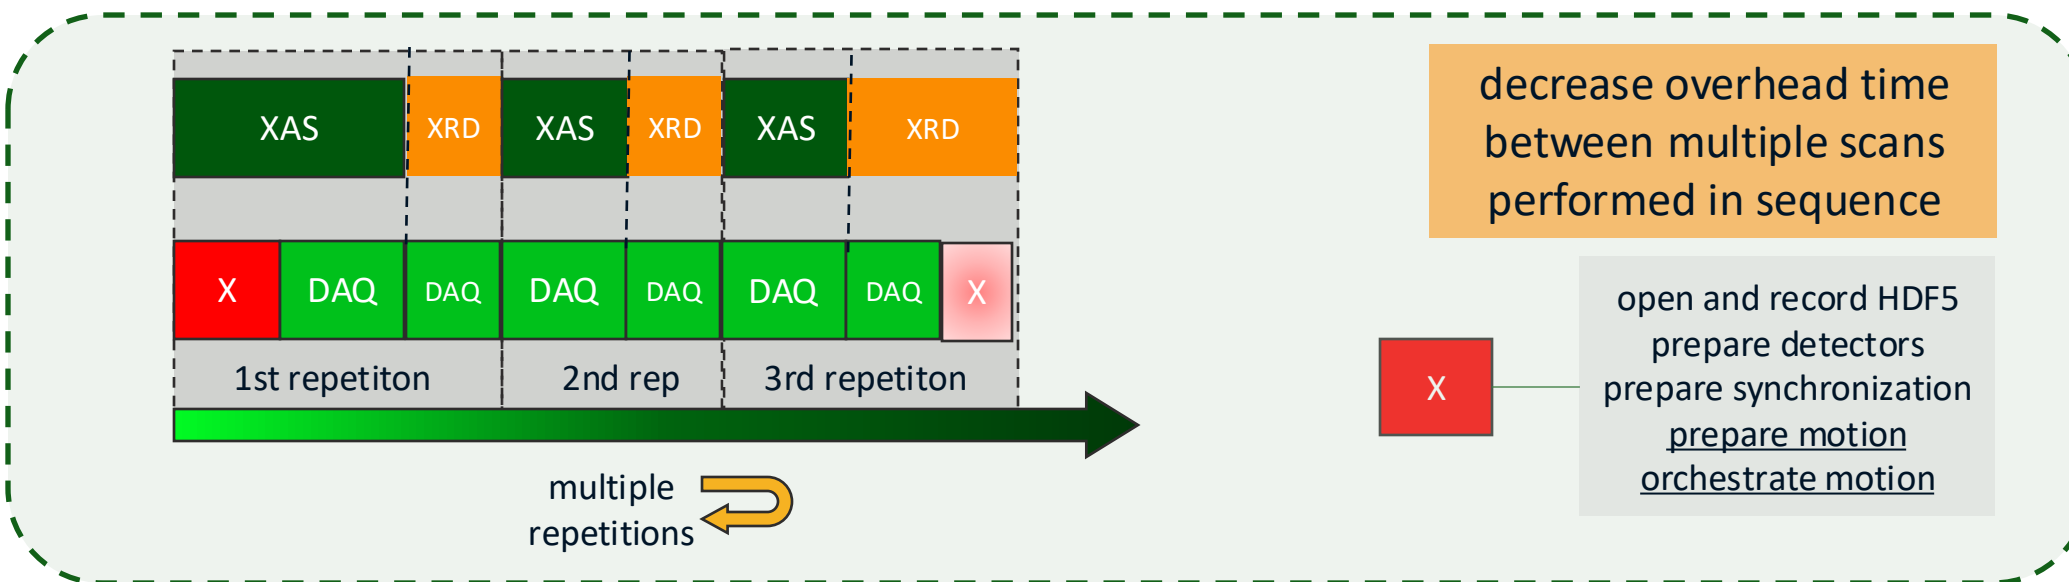 XAS XRD XAS XRD XAS XRD
X DAQ DAQ DAQ DAQ DAQ DAQ X
1st repetiton 2nd rep 3rd repetiton
multiple
repetitions
decrease overhead time
between multiple scans
performed in sequence
X
open and record HDF5
prepare detectors
prepare synchronization
prepare motion
orchestrate motion